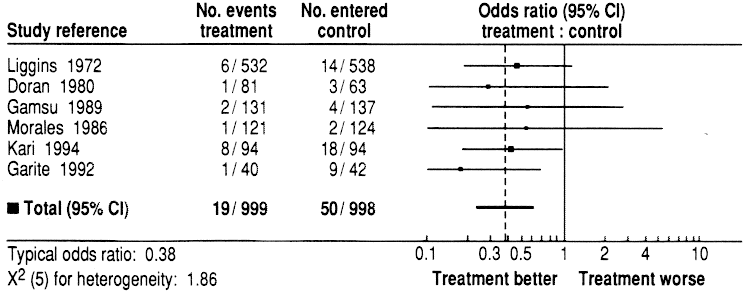 No. events No. entered Odds ratio (95% CI)
Study reference treatment control treatment : control
Liggins 1972 6/532 14/538
Doran 1980 1/81 3/63
Gamsu 1989 2/131 4/137
Morales 1986 1/121 2/124
Kari 1994 8/94 18/94
Garite 1992 1/40 9/42
Total (95% CI) 19/999 50/998
Typical odds ratio: 0.38 0.1 0.3 0.5 1 2 4 10
X2 (5) for heterogeneity: 1.86 Treatment better Treatment worse